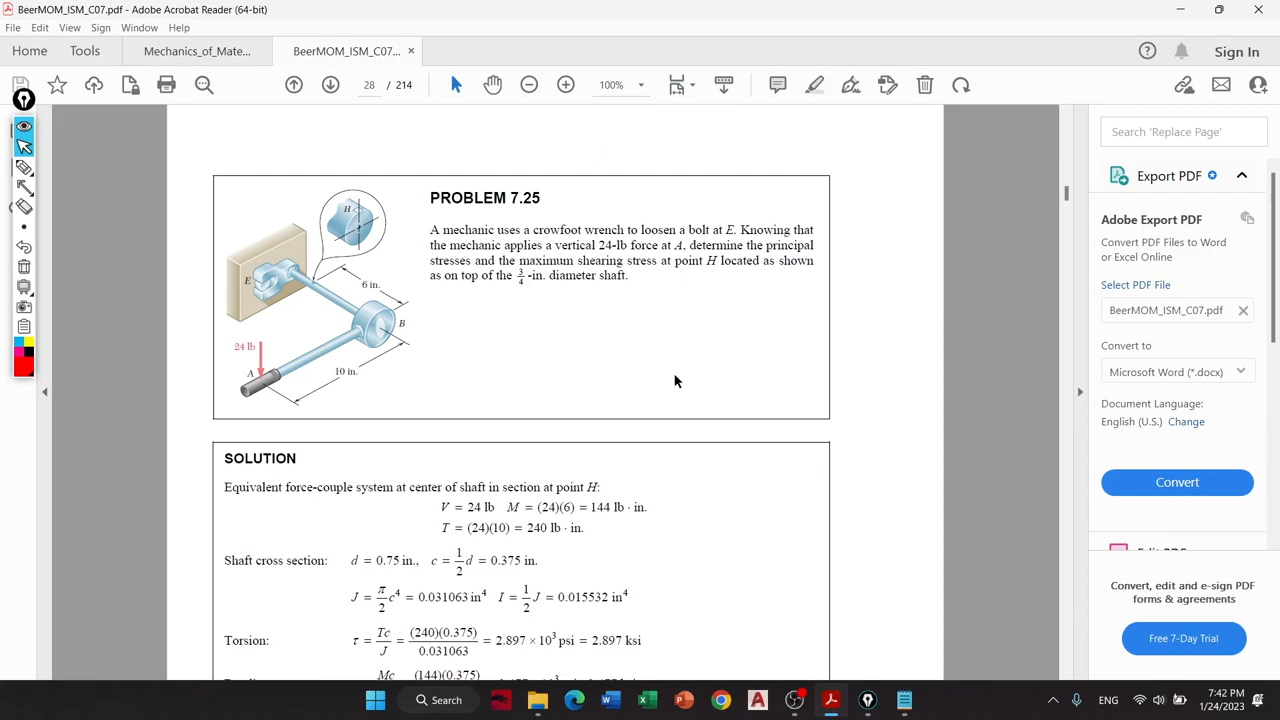 BeerMOM_ISM_C07.pdf - Adobe Acrobat Reader (64-bit)
File Edit View Sign Window Help
Home Tools Mechanics_of_Mate... BeerMOM_ISM_C07... × Sign In
28 / 214 100%
Search 'Replace Page'
Export PDF
Adobe Export PDF
Convert PDF Files to Word
or Excel Online
Select PDF File
BeerMOM_ISM_C07.pdf
Convert to
Microsoft Word (*.docx)
Document Language:
English (U.S.) Change
Convert
Convert, edit and e-sign PDF
forms & agreements
Free 7-Day Trial
PROBLEM 7.25
A mechanic uses a crowfoot wrench to loosen a bolt at E. Knowing that
the mechanic applies a vertical 24-lb force at A, determine the principal
stresses and the maximum shearing stress at point H located as shown
as on top of the 3/4 -in. diameter shaft.
H
E
6 in.
B
24 lb
A
10 in.
SOLUTION
Equivalent force-couple system at center of shaft in section at point H:
V = 24 lb M = (24)(6) = 144 lb · in.
T = (24)(10) = 240 lb · in.
Shaft cross section: d = 0.75 in., c = 1/2 d = 0.375 in.
J = π/2 c⁴ = 0.031063 in⁴ I = 1/2 J = 0.015532 in⁴
Torsion: τ = Tc/J = (240)(0.375)/0.031063 = 2.897 × 10³ psi = 2.897 ksi
Mc (144)(0.375)
Search
ENG
7:42 PM
1/24/2023